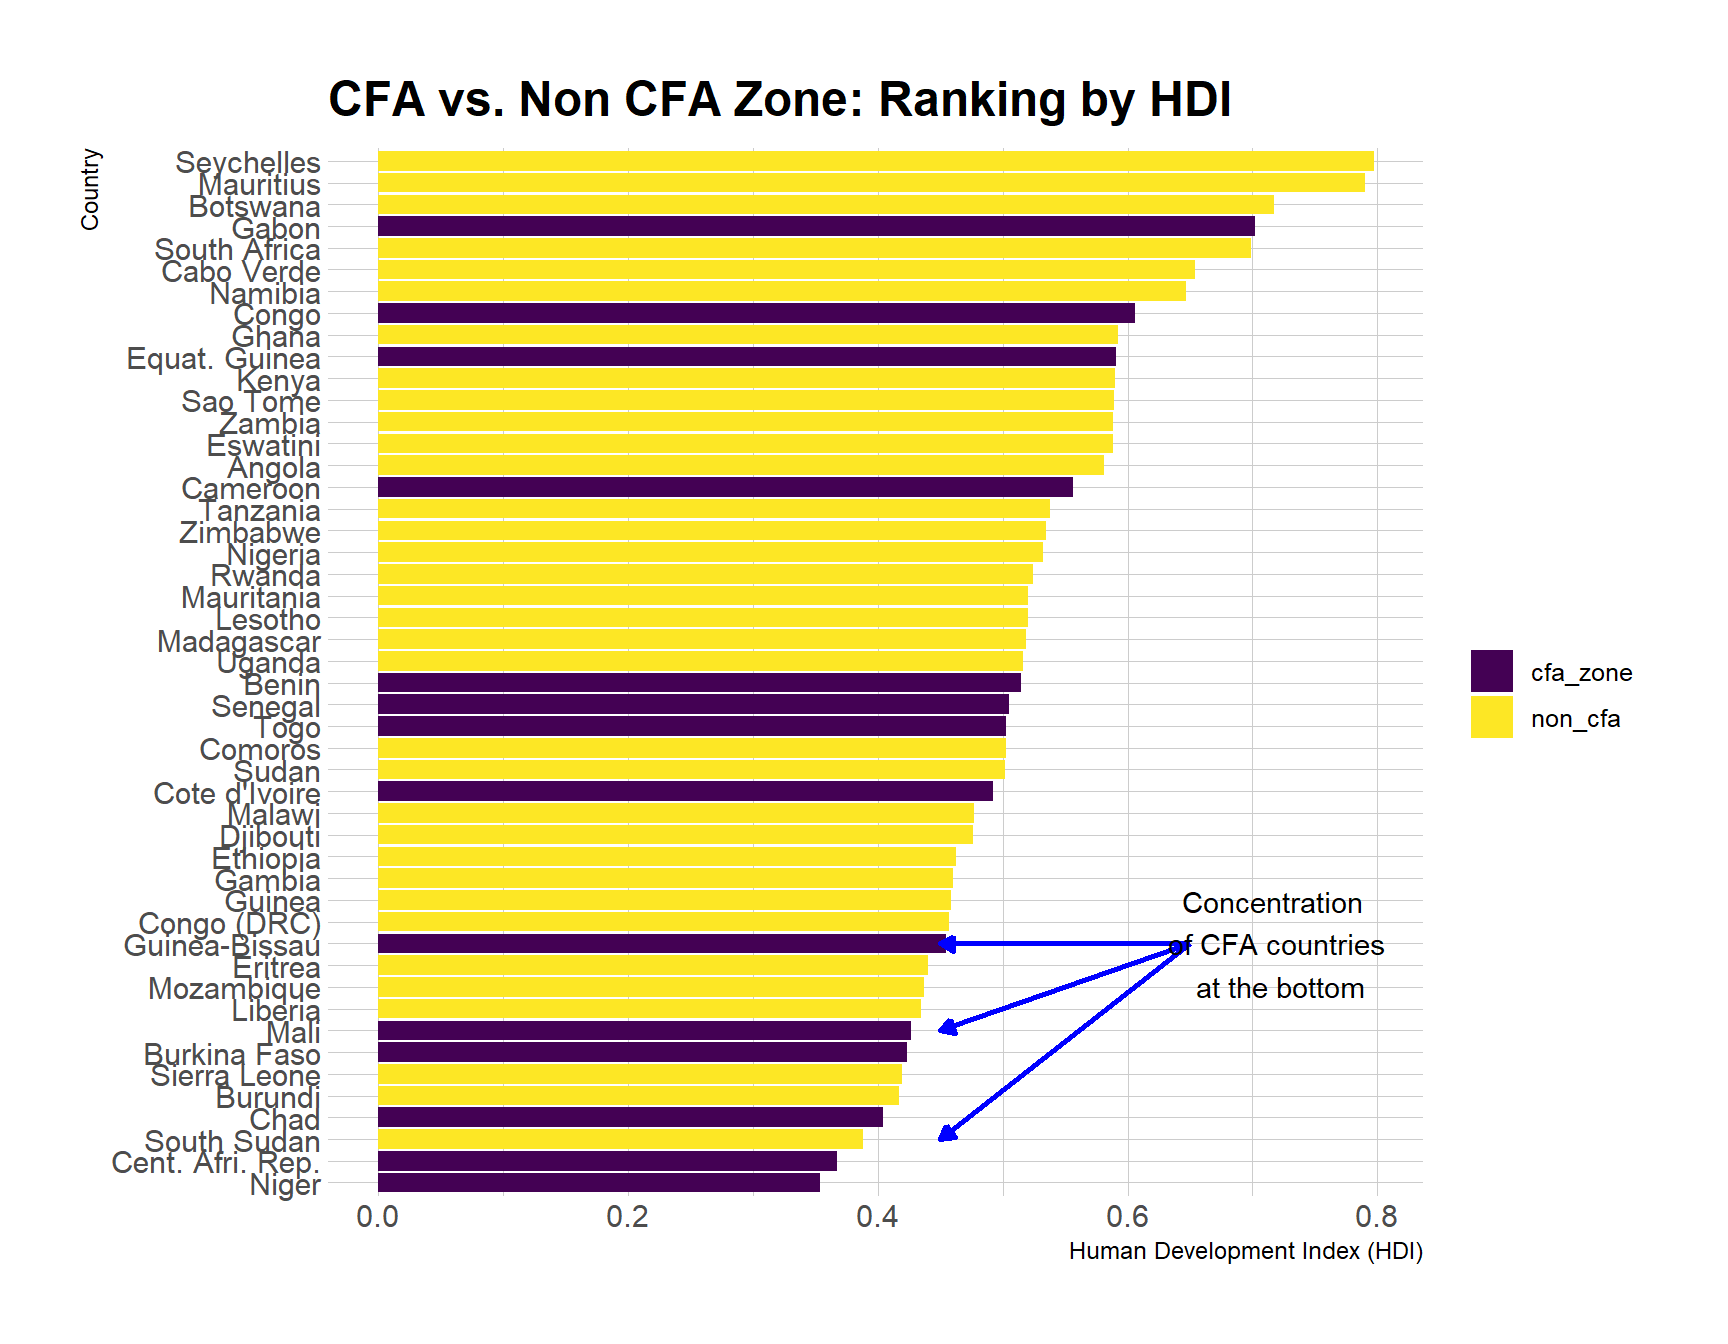 CFA vs. Non CFA Zone: Ranking by HDI
Country
Seychelles
Mauritius
Botswana
Gabon
South Africa
Cabo Verde
Namibia
Congo
Ghana
Equat. Guinea
Kenya
Sao Tome
Zambia
Eswatini
Angola
Cameroon
Tanzania
Zimbabwe
Nigeria
Rwanda
Mauritania
Lesotho
Madagascar
Uganda
Benin
Senegal
Togo
Comoros
Sudan
Cote d'Ivoire
Malawi
Djibouti
Ethiopia
Gambia
Guinea
Congo (DRC)
Guinea-Bissau
Eritrea
Mozambique
Liberia
Mali
Burkina Faso
Sierra Leone
Burundi
Chad
South Sudan
Cent. Afri. Rep.
Niger
Concentration
of CFA countries
at the bottom
cfa_zone
non_cfa
0.0 0.2 0.4 0.6 0.8
Human Development Index (HDI)